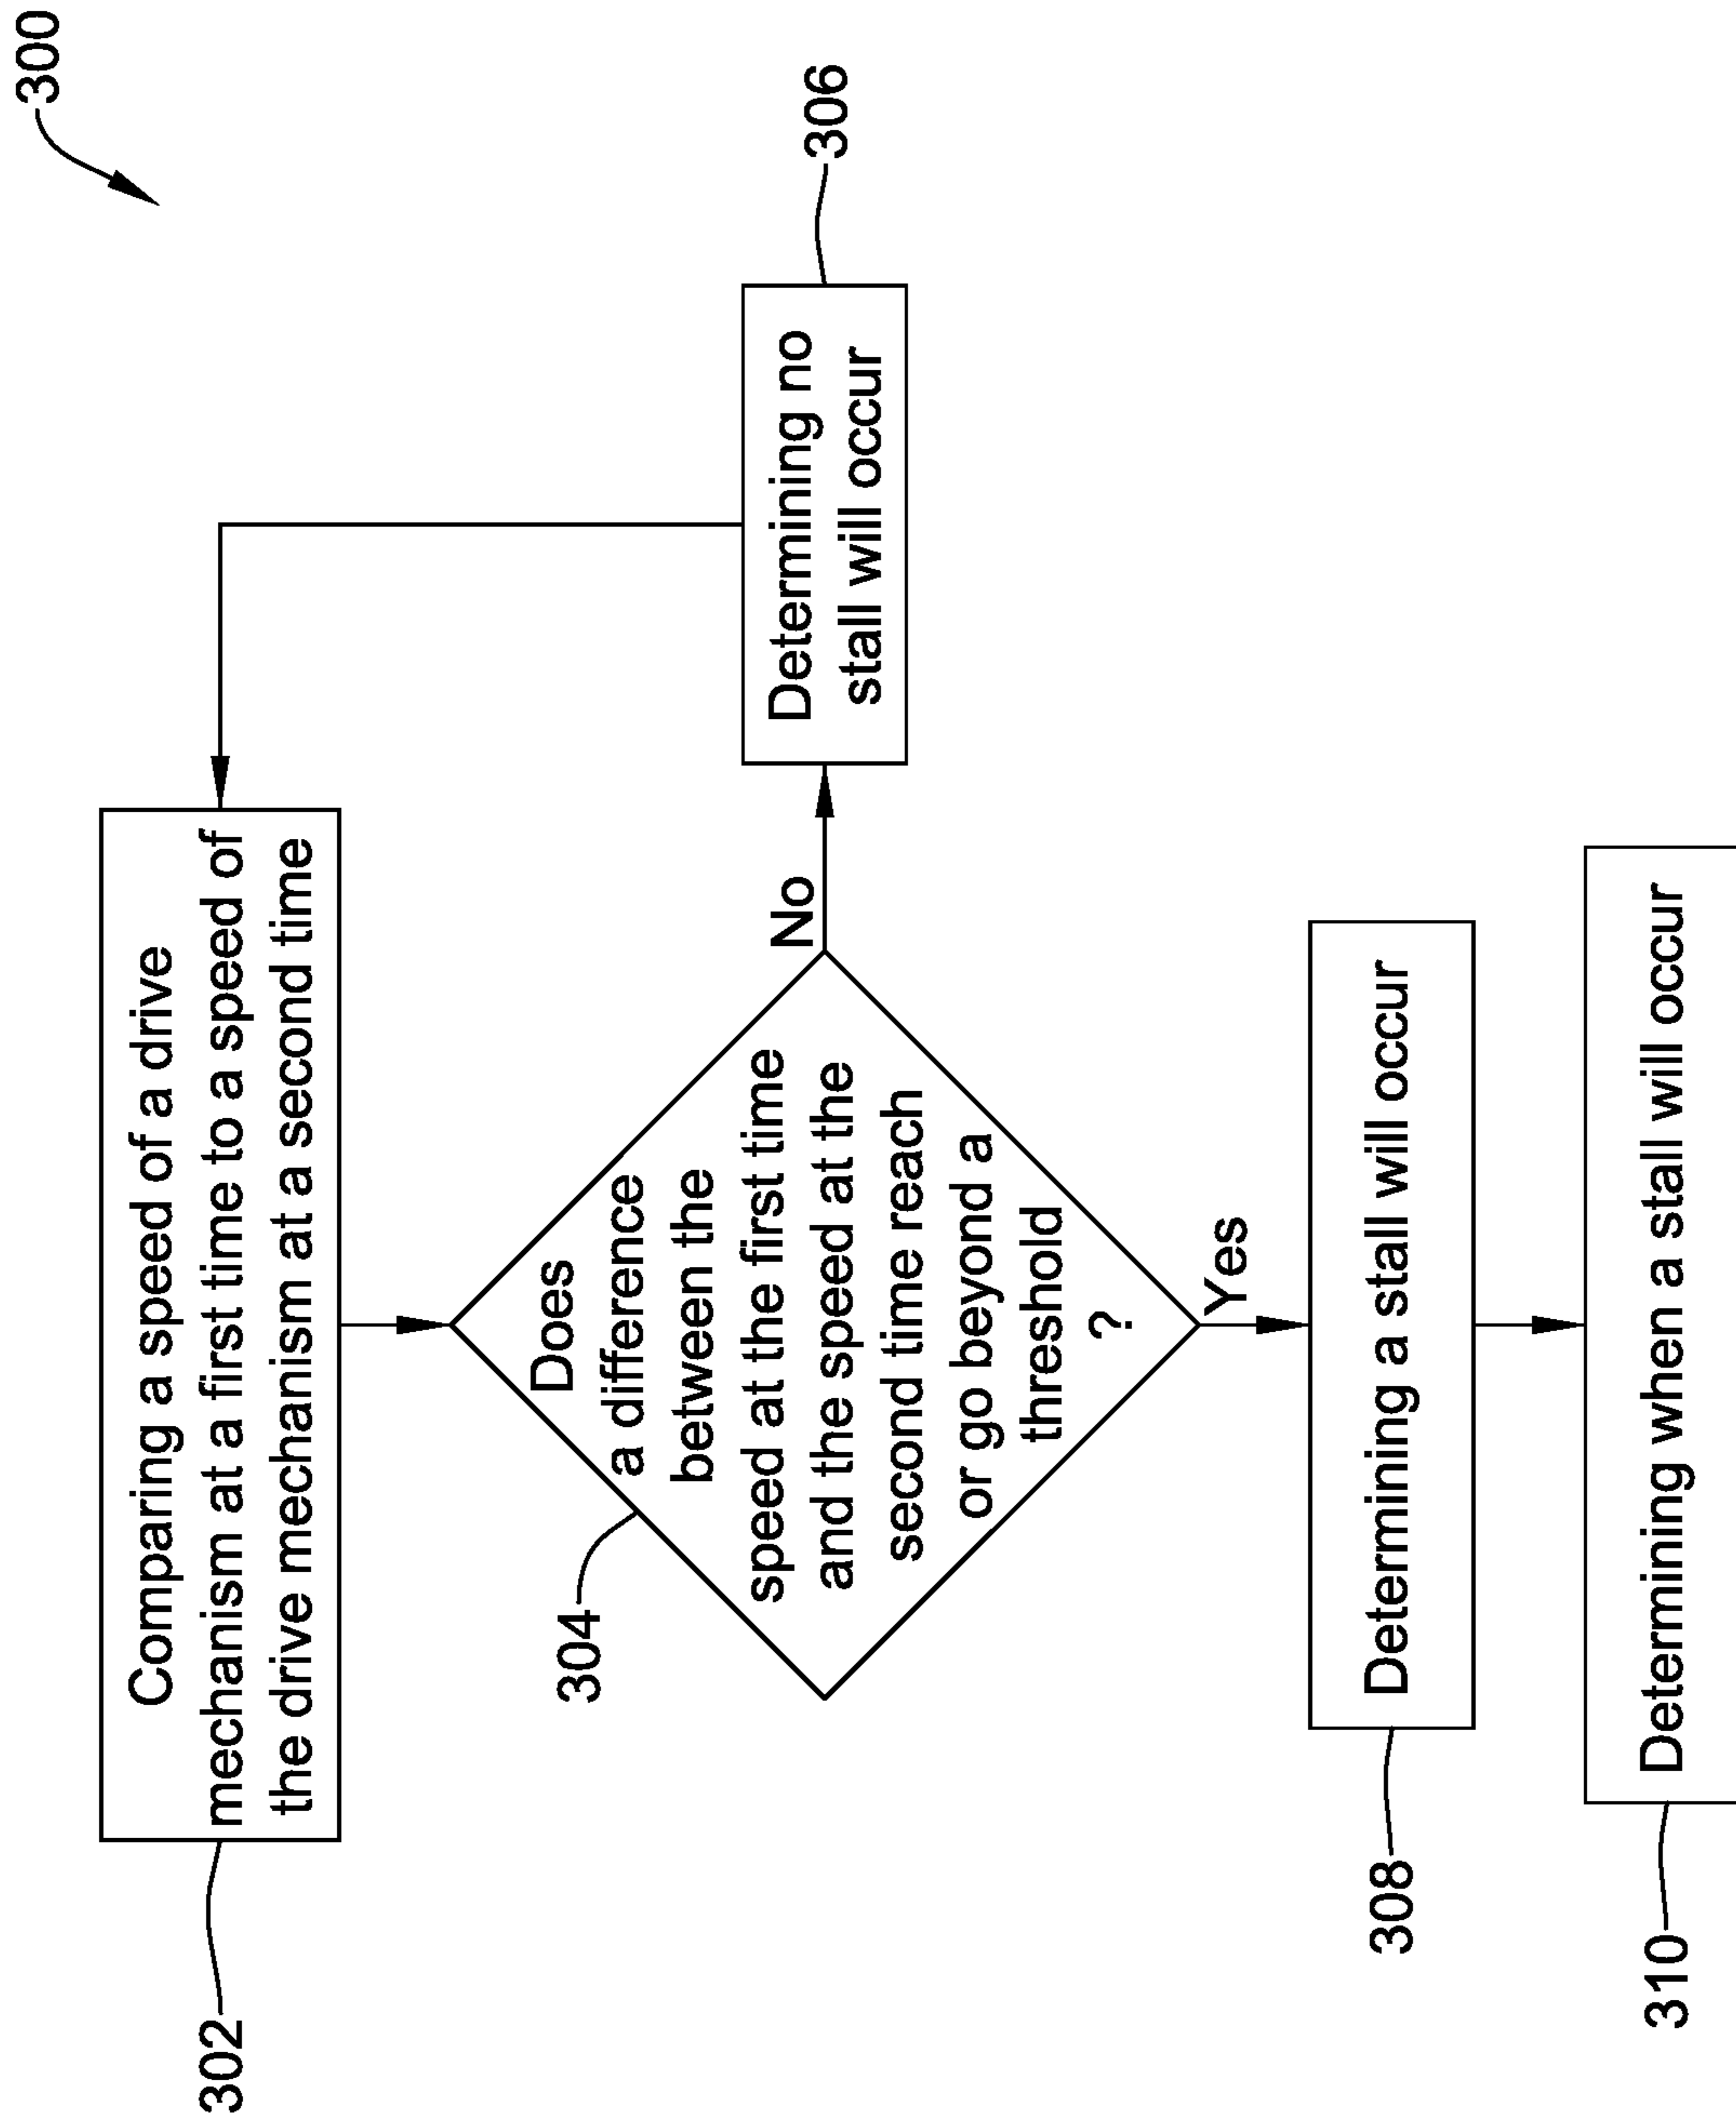 300
302
Comparing a speed of a drive
mechanism at a first time to a speed of
the drive mechanism at a second time
304
Does
a difference
between the
speed at the first time
and the speed at the
second time reach
or go beyond a
threshold
?
No
Determining no
stall will occur
306
Yes
308
Determining a stall will occur
310
Determining when a stall will occur